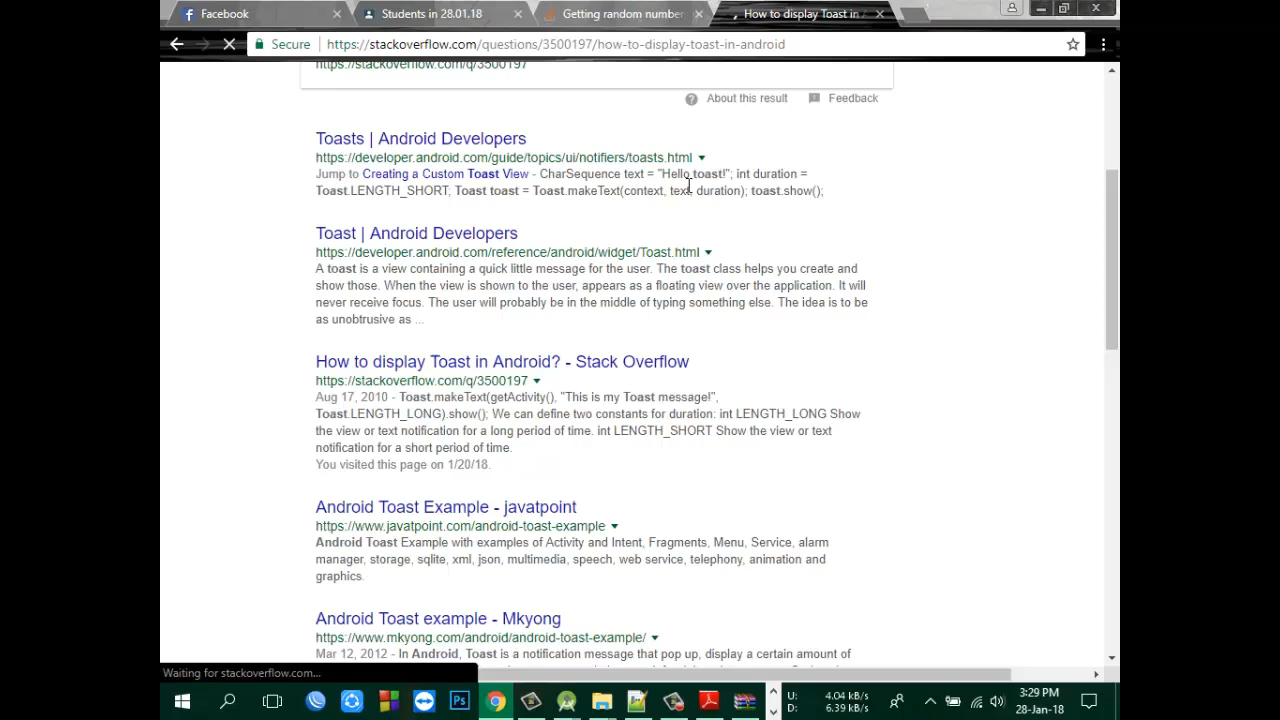 Facebook
Students in 28.01.18
Getting random number
How to display Toast in
Secure
https://stackoverflow.com/questions/3500197/how-to-display-toast-in-android
https://stackoverflow.com/q/3500197
About this result
Feedback
Toasts | Android Developers
https://developer.android.com/guide/topics/ui/notifiers/toasts.html
Jump to Creating a Custom Toast View - CharSequence text = "Hello toast!"; int duration =
Toast.LENGTH_SHORT; Toast toast = Toast.makeText(context, text, duration); toast.show();
Toast | Android Developers
https://developer.android.com/reference/android/widget/Toast.html
A toast is a view containing a quick little message for the user. The toast class helps you create and
show those. When the view is shown to the user, appears as a floating view over the application. It will
never receive focus. The user will probably be in the middle of typing something else. The idea is to be
as unobtrusive as ...
How to display Toast in Android? - Stack Overflow
https://stackoverflow.com/q/3500197
Aug 17, 2010 - Toast.makeText(getActivity(), "This is my Toast message!",
Toast.LENGTH_LONG).show(); We can define two constants for duration: int LENGTH_LONG Show
the view or text notification for a long period of time. int LENGTH_SHORT Show the view or text
notification for a short period of time.
You visited this page on 1/20/18.
Android Toast Example - javatpoint
https://www.javatpoint.com/android-toast-example
Android Toast Example with examples of Activity and Intent, Fragments, Menu, Service, alarm
manager, storage, sqlite, xml, json, multimedia, speech, web service, telephony, animation and
graphics.
Android Toast example - Mkyong
https://www.mkyong.com/android/android-toast-example/
Mar 12, 2012 - In Android, Toast is a notification message that pop up, display a certain amount of
Waiting for stackoverflow.com...
Ps
U: 4.04 kB/s
D: 6.39 kB/s
3:29 PM
28-Jan-18